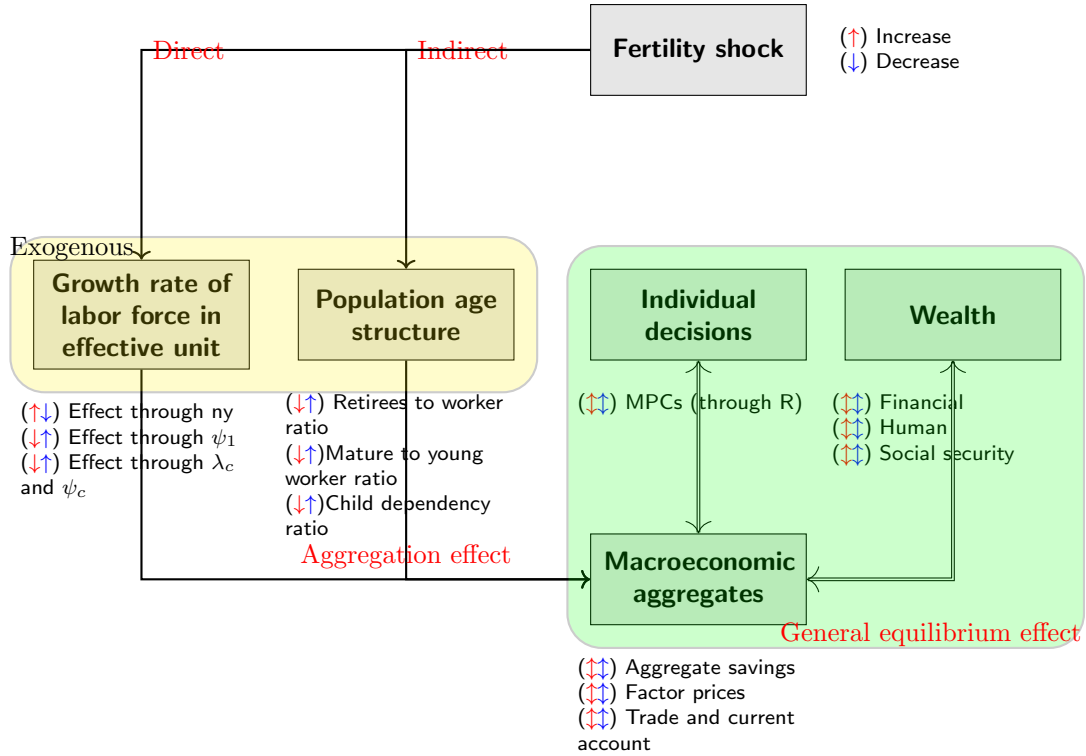 Direct
Indirect
Fertility shock
(↑) Increase
(↓) Decrease
Exogenous
Growth rate of
labor force in
effective unit
Population age
structure
Individual
decisions
Wealth
(↑↓) Effect through ny
(↓↑) Effect through ψ₁
(↓↑) Effect through λ_c
and ψ_c
(↓↑) Retirees to worker
ratio
(↓↑)Mature to young
worker ratio
(↓↑)Child dependency
ratio
(↕↕) MPCs (through R)
(↕↕) Financial
(↕↕) Human
(↕↕) Social security
Aggregation effect
Macroeconomic
aggregates
General equilibrium effect
(↕↕) Aggregate savings
(↕↕) Factor prices
(↕↕) Trade and current
account